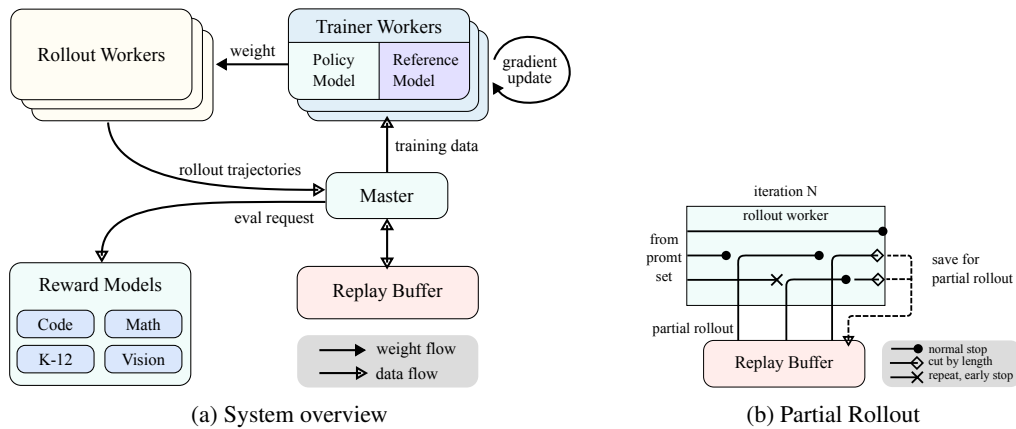 Rollout Workers
weight
Trainer Workers
Policy
Model
Reference
Model
gradient
update
rollout trajectories
training data
Master
eval request
Reward Models
Code
Math
K-12
Vision
Replay Buffer
weight flow
data flow
(a) System overview
iteration N
rollout worker
from
promt
set
save for
partial rollout
partial rollout
Replay Buffer
normal stop
cut by length
repeat, early stop
(b) Partial Rollout